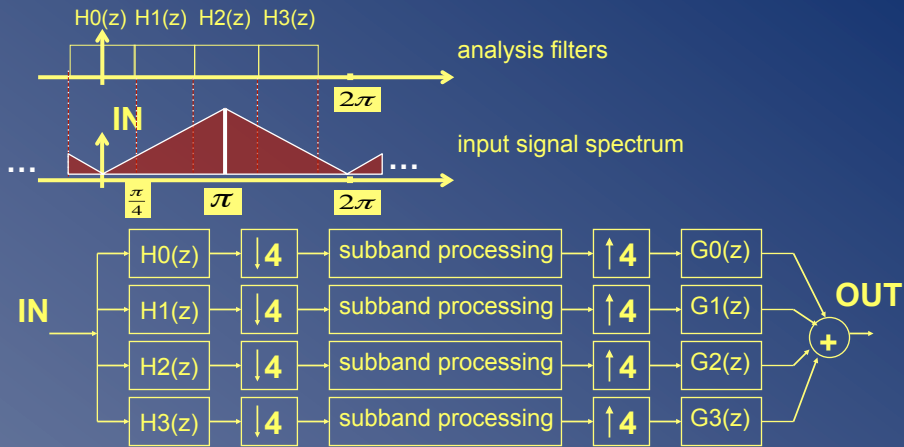 H0(z) H1(z) H2(z) H3(z)
analysis filters
2π
IN
input signal spectrum
... ...
π/4 π 2π
H0(z) ↓4 subband processing ↑4 G0(z)
IN OUT
H1(z) ↓4 subband processing ↑4 G1(z)
+
H2(z) ↓4 subband processing ↑4 G2(z)
H3(z) ↓4 subband processing ↑4 G3(z)